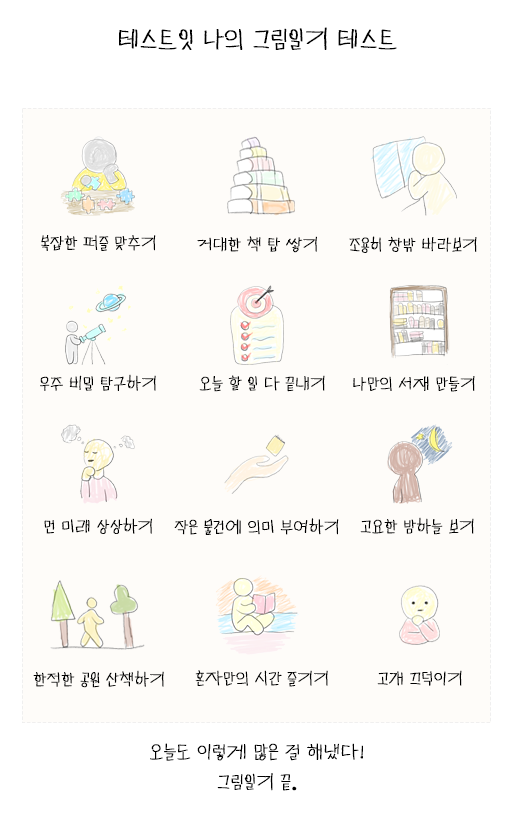 테스트잇 나의 그림일기 테스트
복잡한 퍼즐 맞추기 거대한 책 탑 쌓기 조용히 창밖 바라보기
우주 비밀 탐구하기 오늘 할 일 다 끝내기 나만의 서재 만들기
먼 미래 상상하기 작은 물건에 의미 부여하기 고요한 밤하늘 보기
한적한 공원 산책하기 혼자만의 시간 즐기기 고개 끄덕이기
오늘도 이렇게 많은 걸 해냈다!
그림일기 끝.